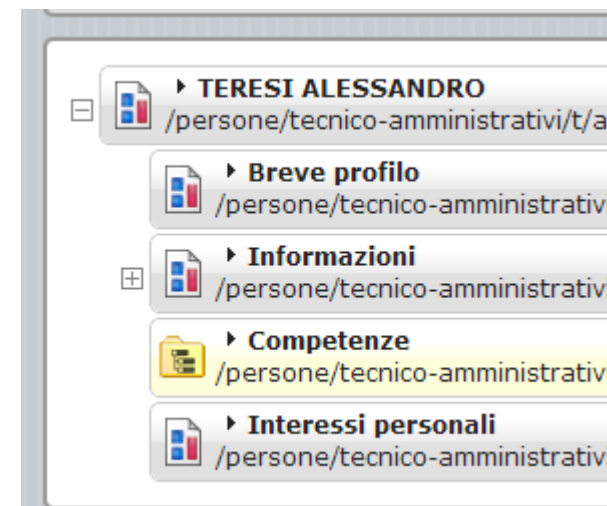 TERESI ALESSANDRO
/persone/tecnico-amministrativi/t/a
Breve profilo
/persone/tecnico-amministrativ
Informazioni
/persone/tecnico-amministrativ
Competenze
/persone/tecnico-amministrativ
Interessi personali
/persone/tecnico-amministrativ